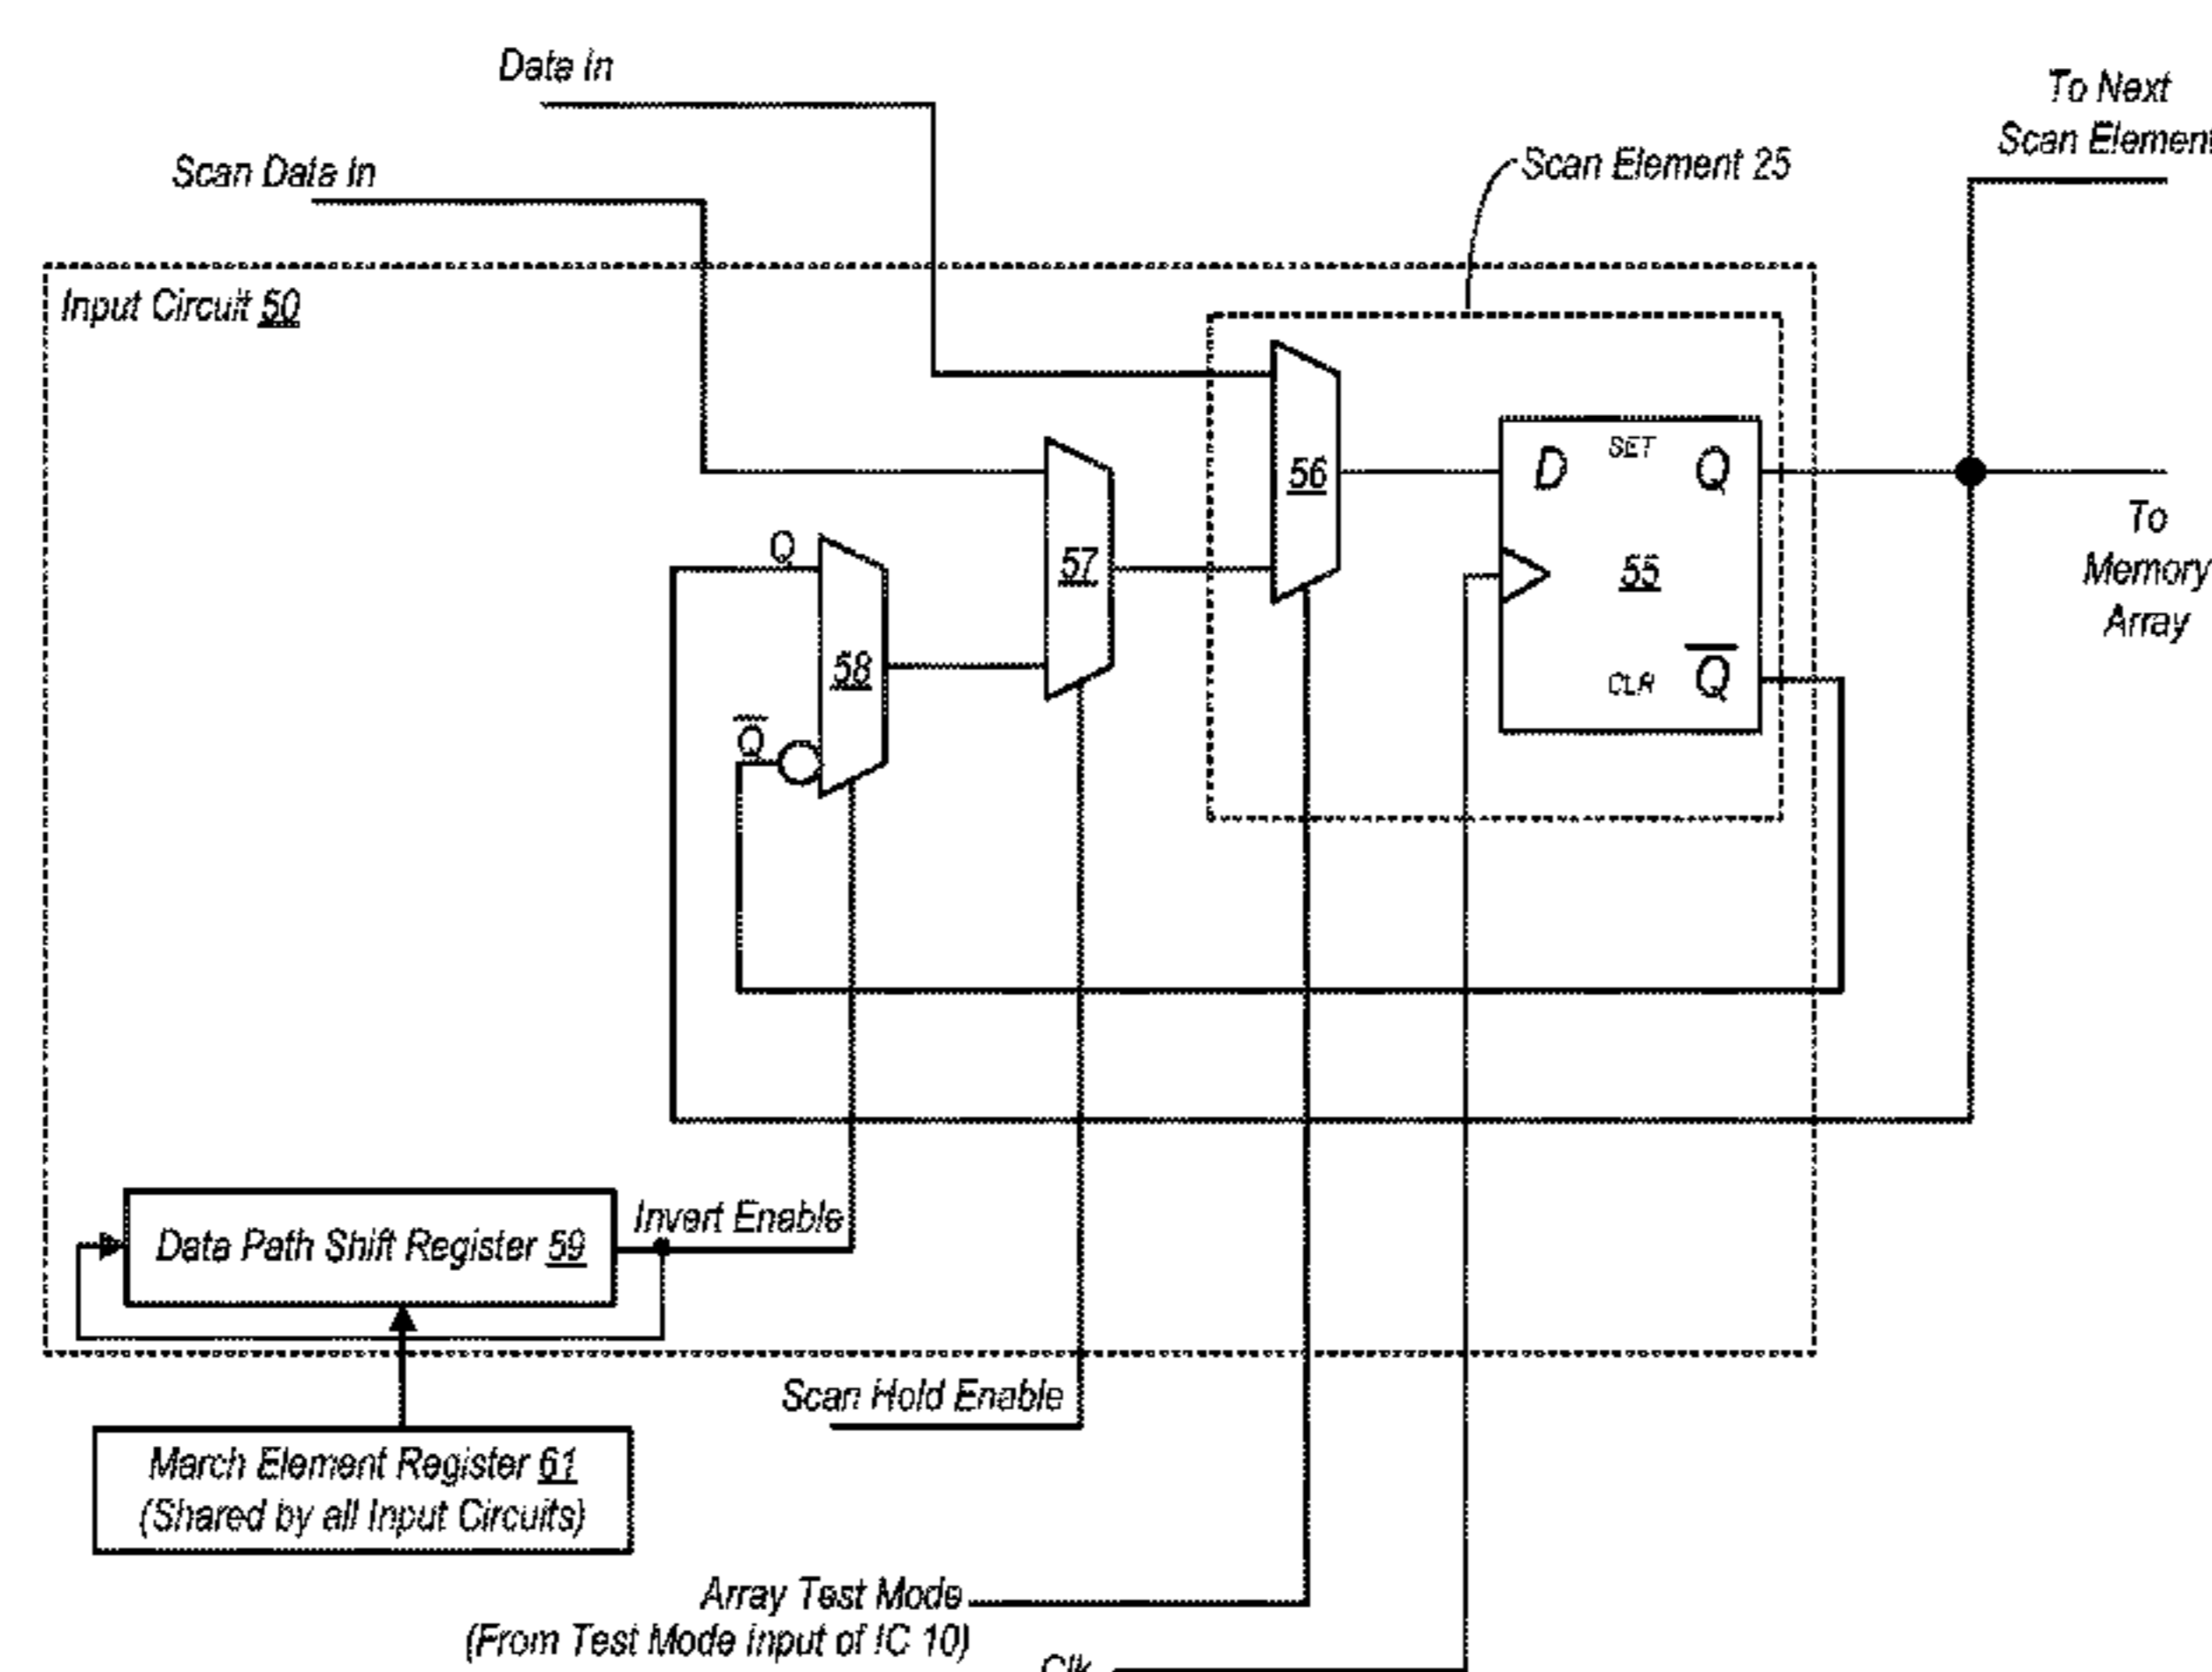 Data In
To Next
Scan Element
Scan Data In
Scan Element 25
Input Circuit 50
56
D
SET
Q
Q
57
To
Memory
Array
55
58
CLR
Q
Q
Invert Enable
Data Path Shift Register 59
Scan Hold Enable
March Element Register 61
(Shared by all Input Circuits)
Array Test Mode
(From Test Mode Input of IC 10)
Clk